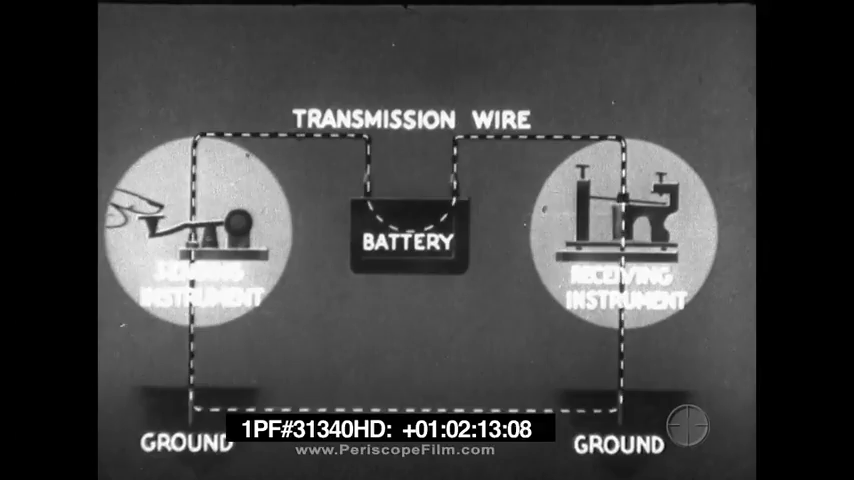 TRANSMISSION WIRE
BATTERY
SENDING
INSTRUMENT
RECEIVING
INSTRUMENT
GROUND
GROUND
1PF#31340HD: +01:02:13:08
www.PeriscopeFilm.com